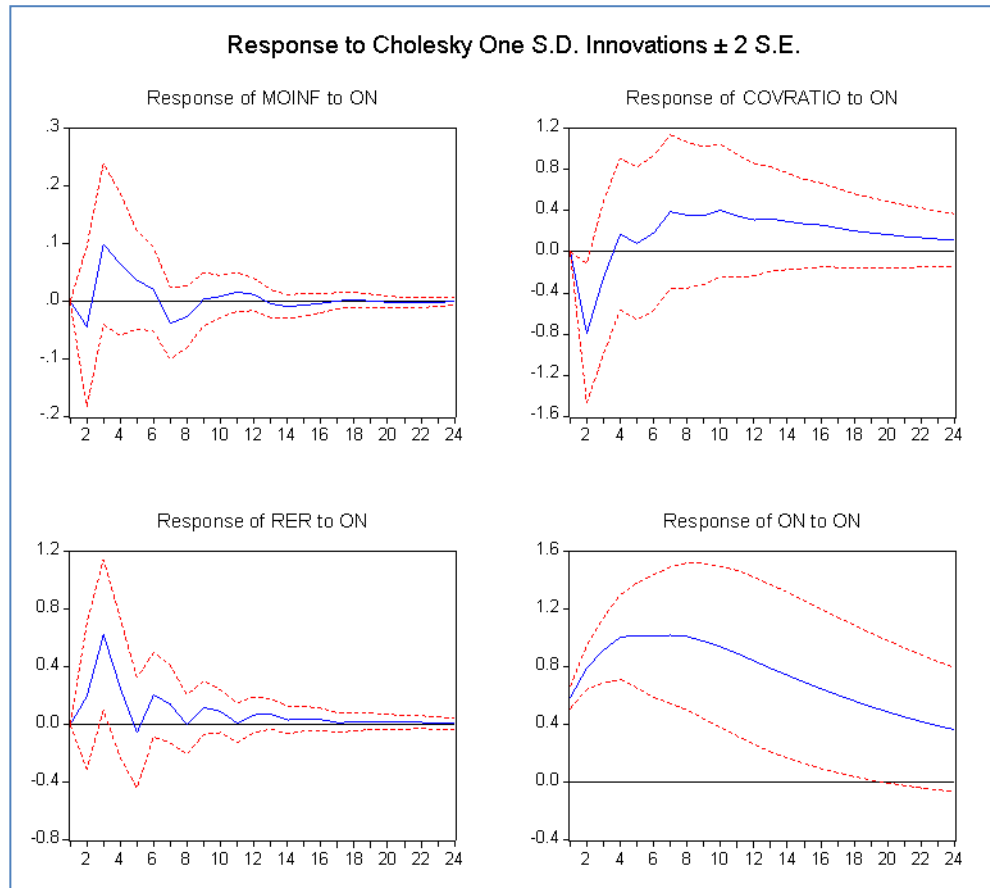 Response to Cholesky One S.D. Innovations ± 2 S.E.
Response of MOINF to ON
.3
.2
.1
.0
-.1
-.2
2 4 6 8 10 12 14 16 18 20 22 24
Response of COVRATIO to ON
1.2
0.8
0.4
0.0
-0.4
-0.8
-1.2
-1.6
2 4 6 8 10 12 14 16 18 20 22 24
Response of RER to ON
1.2
0.8
0.4
0.0
-0.4
-0.8
2 4 6 8 10 12 14 16 18 20 22 24
Response of ON to ON
1.6
1.2
0.8
0.4
0.0
-0.4
2 4 6 8 10 12 14 16 18 20 22 24